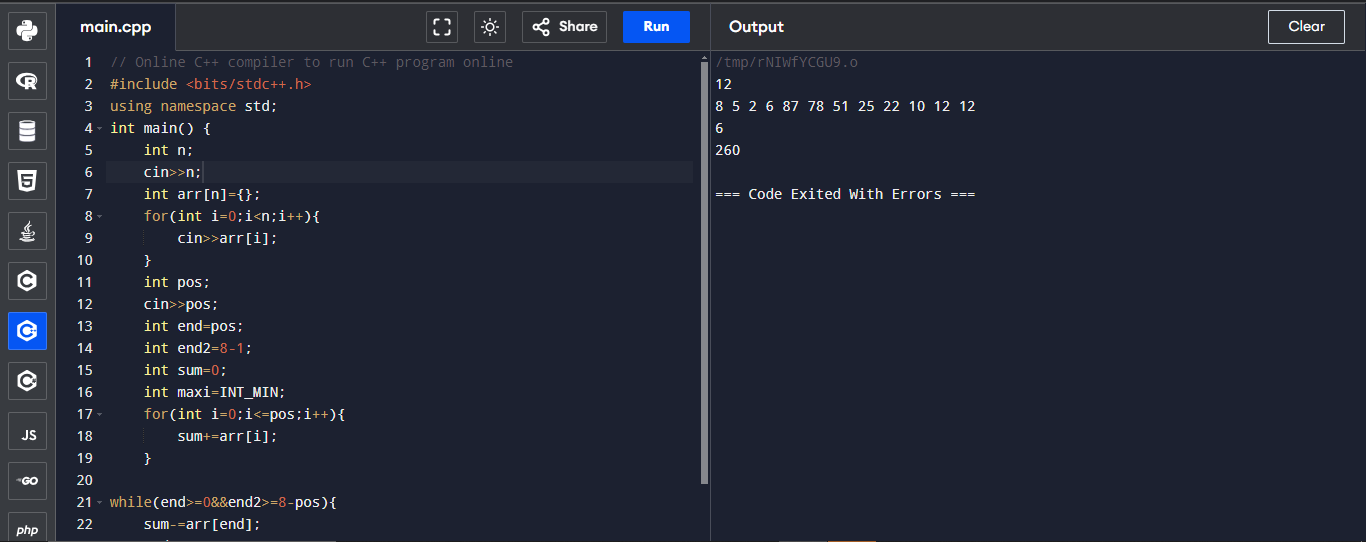 main.cpp
Share
Run
Output
Clear
1 // Online C++ compiler to run C++ program online
2 #include <bits/stdc++.h>
3 using namespace std;
4 int main() {
5 int n;
6 cin>>n;
7 int arr[n]={};
8 for(int i=0;i<n;i++){
9 cin>>arr[i];
10 }
11 int pos;
12 cin>>pos;
13 int end=pos;
14 int end2=8-1;
15 int sum=0;
16 int maxi=INT_MIN;
17 for(int i=0;i<=pos;i++){
18 sum+=arr[i];
19 }
20
21 while(end>=0&&end2>=8-pos){
22 sum-=arr[end];
/tmp/rNIWfYCGU9.o
12
8 5 2 6 87 78 51 25 22 10 12 12
6
260
=== Code Exited With Errors ===
R
5
C
C
C
JS
GO
php